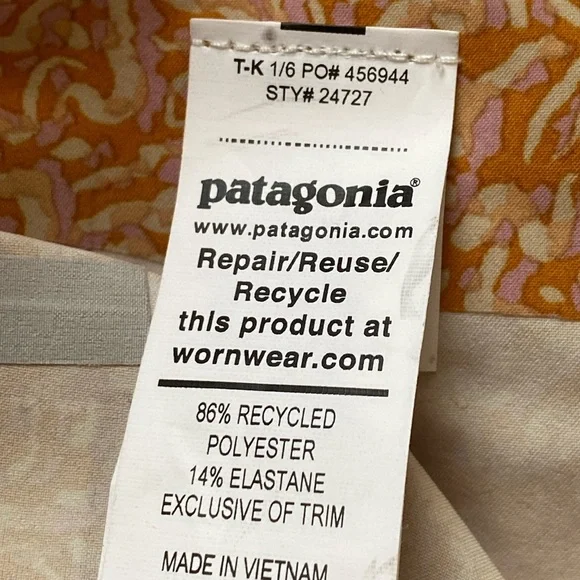 T-K 1/6 PO# 456944
STY# 24727
patagonia®
www.patagonia.com
Repair/Reuse/
Recycle
this product at
wornwear.com
86% RECYCLED
POLYESTER
14% ELASTANE
EXCLUSIVE OF TRIM
MADE IN VIETNAM